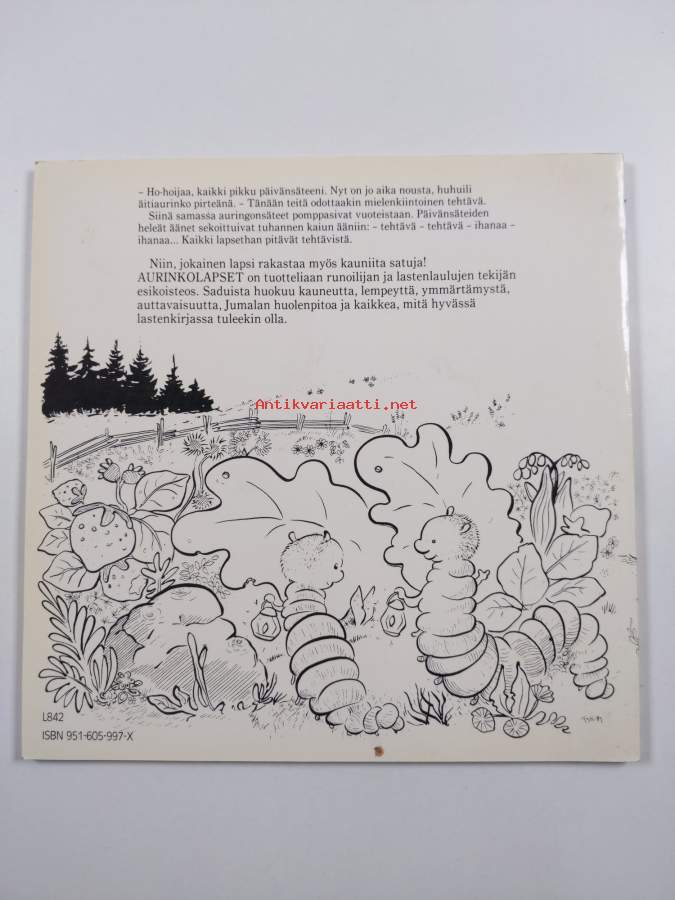 – Ho-hoijaa, kaikki pikku päivänsäteeni. Nyt on jo aika nousta, huhuili
äitiaurinko pirteänä. – Tänään teitä odottaakin mielenkiintoinen tehtävä.
Siinä samassa auringonsäteet pomppasivat vuoteistaan. Päivänsäteiden
heleät äänet sekoittuivat tuhannen kaiun ääniin: - tehtävä - tehtävä - ihanaa -
ihanaa... Kaikki lapsethan pitävät tehtävistä.
Niin, jokainen lapsi rakastaa myös kauniita satuja!
AURINKOLAPSET on tuotteliaan runoilijan ja lastenlaulujen tekijän
esikoisteos. Saduista huokuu kauneutta, lempeyttä, ymmärtämystä,
auttavaisuutta, Jumalan huolenpitoa ja kaikkea, mitä hyvässä
lastenkirjassa tuleekin olla.
Antikvariaatti.net
L842
ISBN 951-605-997-X